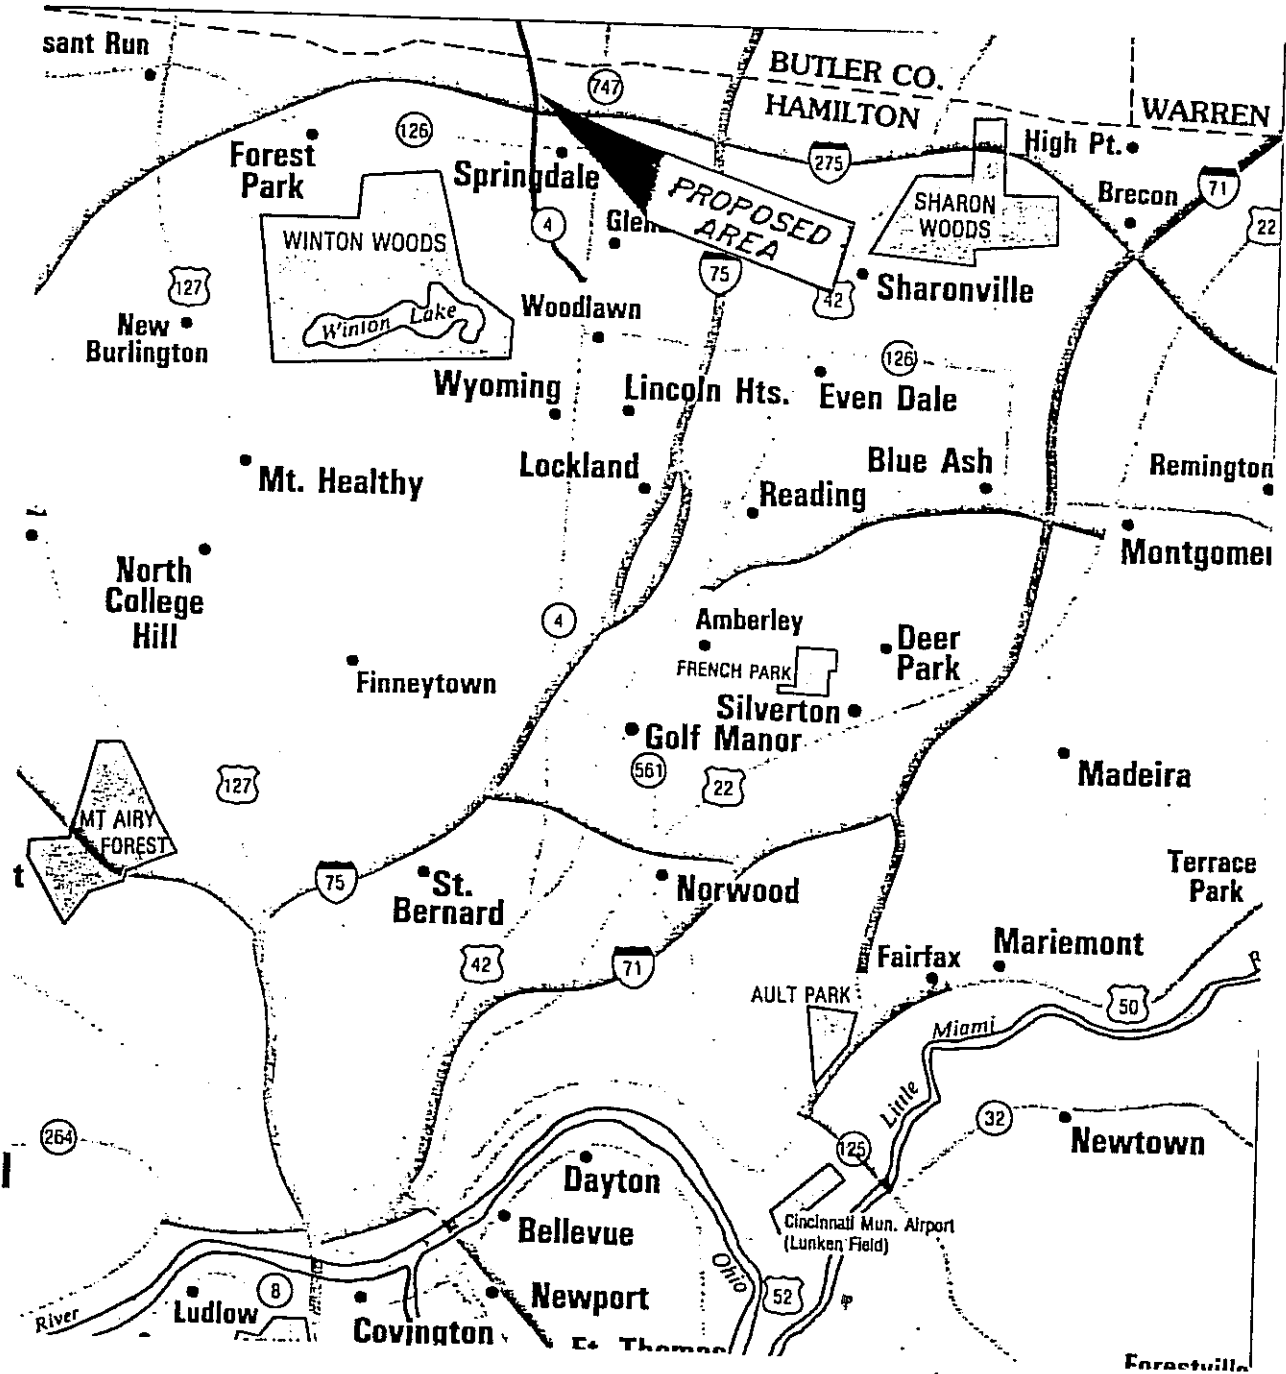 sant Run
BUTLER CO.
747
HAMILTON
WARREN
126
Forest
Park
Springdale
275
High Pt.
71
PROPOSED
AREA
SHARON
WOODS
Brecon
4
22
WINTON WOODS
75
42
Sharonville
127
New
Burlington
Winton Lake
Woodlawn
126
Wyoming
Lincoln Hts.
Even Dale
Mt. Healthy
Lockland
Reading
Blue Ash
Remington
North
College
Hill
Montgomer
4
Amberley
Deer
Park
FRENCH PARK
Finneytown
Silverton
Golf Manor
561
22
127
Madeira
MT AIRY
FOREST
t
75
St.
Bernard
Norwood
Terrace
Park
42
71
Fairfax
Mariemont
AULT PARK
50
Little Miami
264
125
32
Newtown
Dayton
Bellevue
Cincinnati Mun. Airport
(Lunken Field)
Ohio
52
River
Ludlow
8
Newport
Covington
Ft. Thomas
Forestville